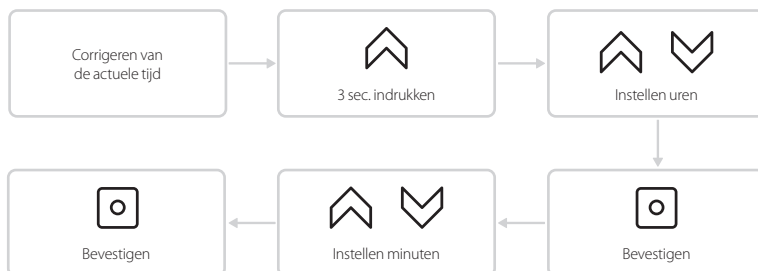 Corrigeren van
de actuele tijd
3 sec. indrukken
Instellen uren
Bevestigen
Instellen minuten
Bevestigen